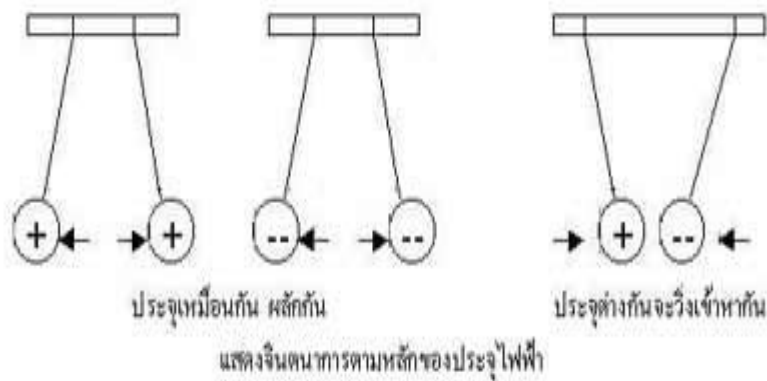 + + -- -- + --
ประจุเหมือนกัน ผลักกัน ประจุต่างกันจะวิ่งเข้าหากัน
แสดงจินตนาการตามหลักของประจุไฟฟ้า